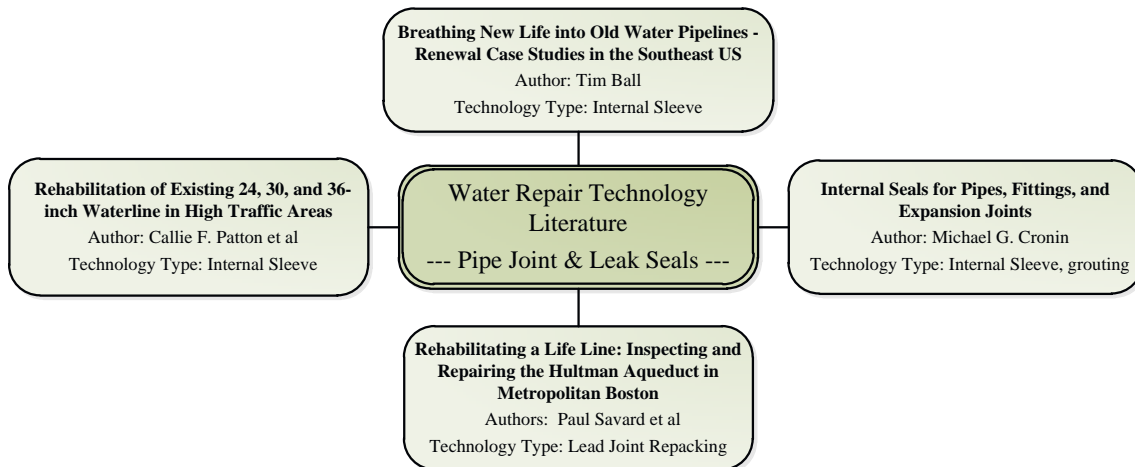 Breathing New Life into Old Water Pipelines -
Renewal Case Studies in the Southeast US
Author: Tim Ball
Technology Type: Internal Sleeve
Rehabilitation of Existing 24, 30, and 36-
inch Waterline in High Traffic Areas
Author: Callie F. Patton et al
Technology Type: Internal Sleeve
Water Repair Technology
Literature
--- Pipe Joint & Leak Seals ---
Internal Seals for Pipes, Fittings, and
Expansion Joints
Author: Michael G. Cronin
Technology Type: Internal Sleeve, grouting
Rehabilitating a Life Line: Inspecting and
Repairing the Hultman Aqueduct in
Metropolitan Boston
Authors:  Paul Savard et al
Technology Type: Lead Joint Repacking